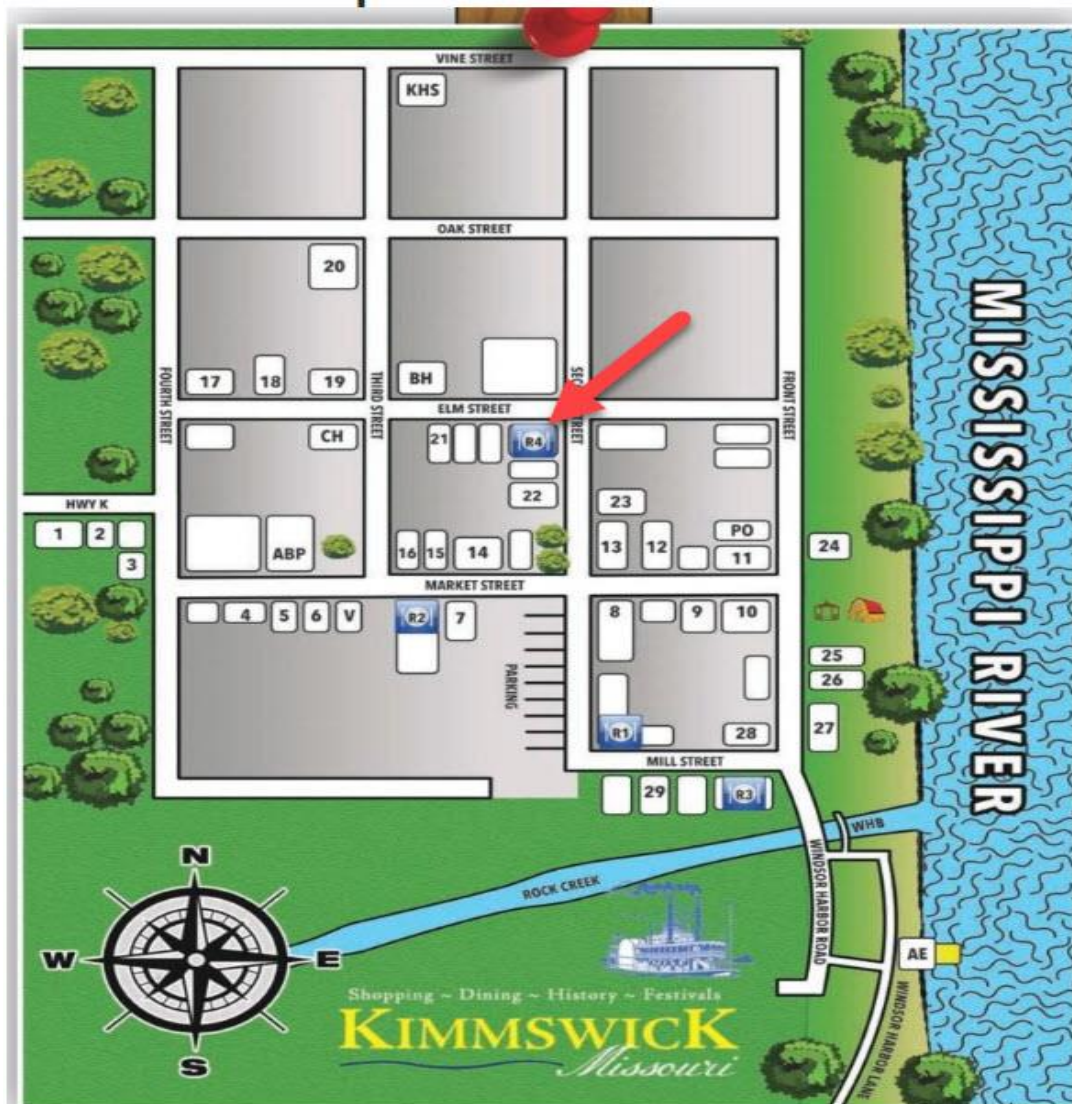 VINE STREET
KHS
OAK STREET
20
17
18
19
BH
FOURTH STREET
THIRD STREET
STREET
FRONT STREET
ELM STREET
CH
21
R4
22
23
HWY K
1
2
3
ABP
16
15
14
13
12
PO
11
24
MARKET STREET
4
5
6
V
R2
7
8
9
10
PARKING
25
26
27
R1
28
MILL STREET
29
R3
MISSISSIPPI RIVER
WHB
ROCK CREEK
WINDSOR HARBOR ROAD
AE
WINDSOR HARBOR LANE
N
W
E
S
Shopping ~ Dining ~ History ~ Festivals
KIMMSWICK
Missouri